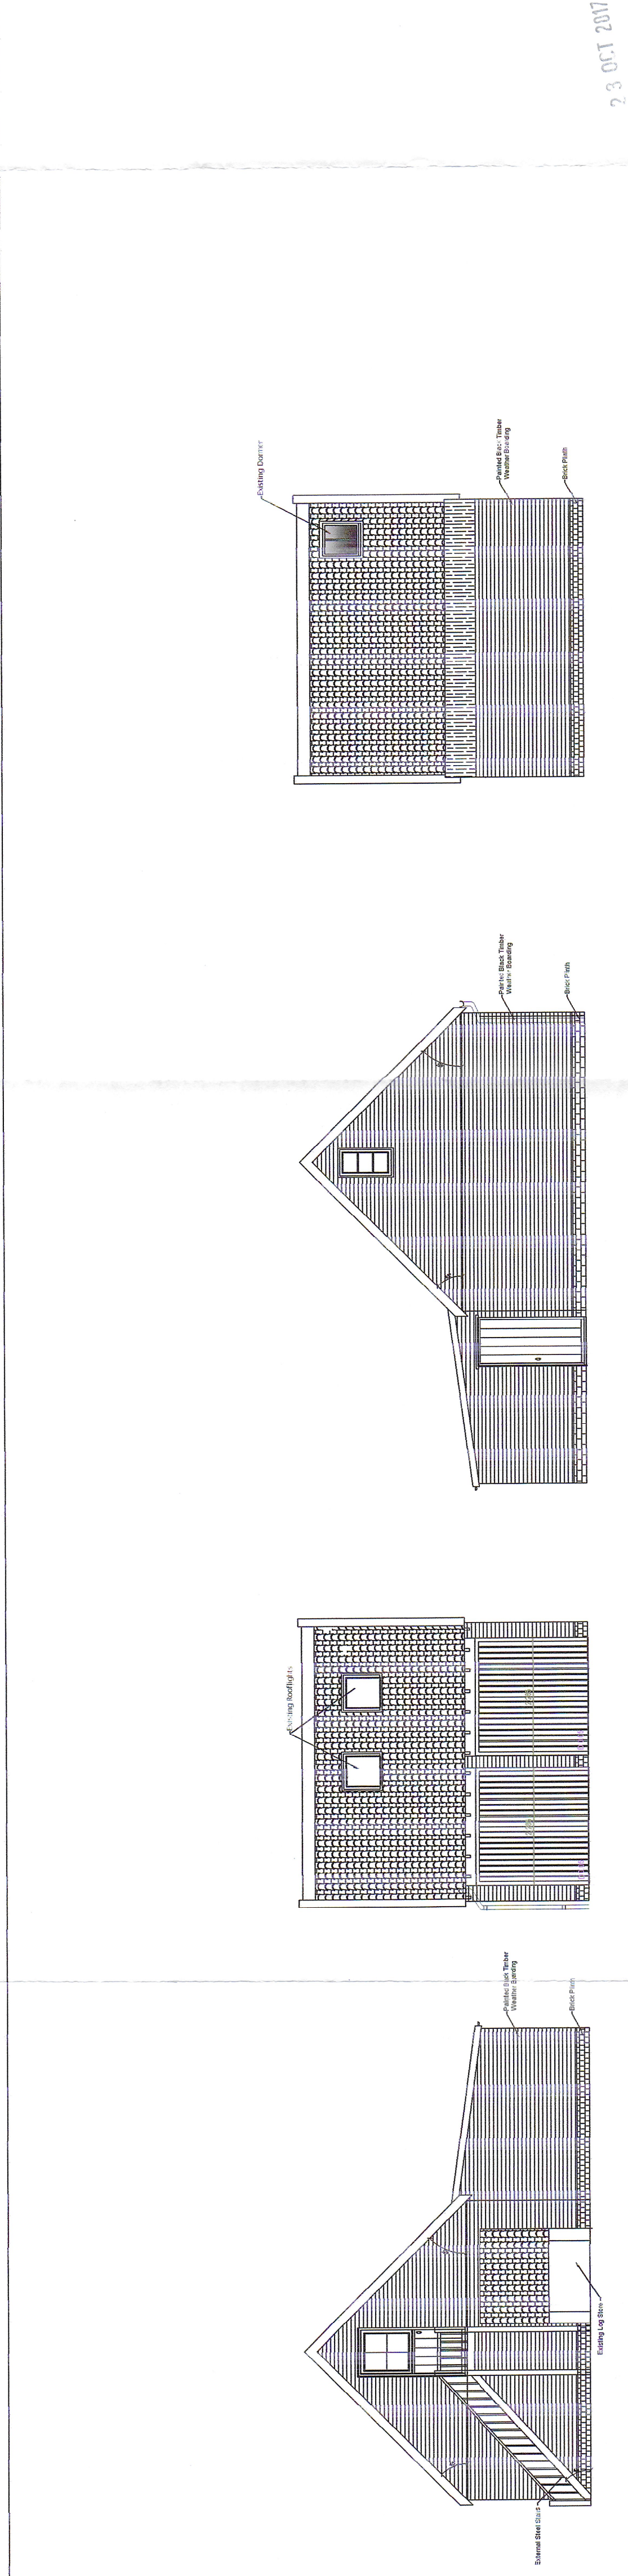 23 OCT 2017
Existing Dormer
Painted Black Timber
Weather Boarding
Brick Plinth
Painted Black Timber
Weather Boarding
Brick Plinth
Existing Rooflights
Painted Black Timber
Weather Boarding
Brick Plinth
Existing Log Store
External Steel Stairs